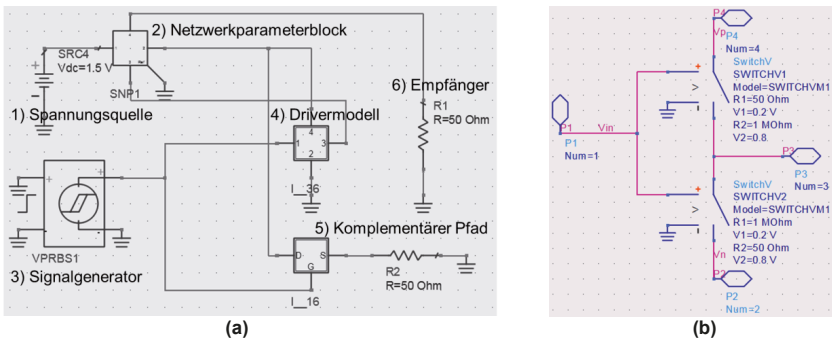 2) Netzwerkparameterblock
SRC4
Vdc=1.5 V
SNP1
1) Spannungsquelle
4) Drivermodell
6) Empfänger
R1
R=50 Ohm
4
1
3
2
I__36
3) Signalgenerator
VPRBS1
5) Komplementärer Pfad
D
S
G
R2
R=50 Ohm
I__16
(a)
P4
Vp
P4
Num=4
SwitchV
SWITCHV1
Model=SWITCHVM1
R1=50 Ohm
V1=0.2 V
R2=1 MOhm
V2=0.8
P1
Vin
P1
Num=1
P3
P3
Num=3
SwitchV
SWITCHV2
Model=SWITCHVM1
R1=1 MOhm
V1=0.2 V
R2=50 Ohm
V2=0.8 V
Vn
P2
P2
Num=2
(b)